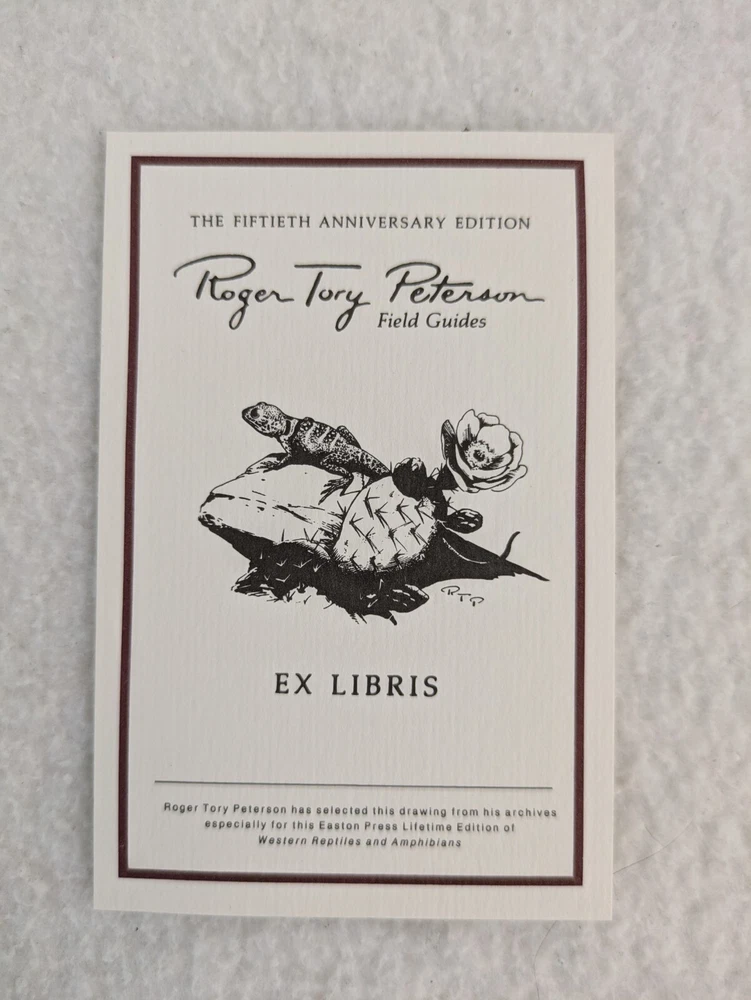 THE FIFTIETH ANNIVERSARY EDITION
Roger Tory Peterson
Field Guides
RTP
EX LIBRIS
Roger Tory Peterson has selected this drawing from his archives
especially for this Easton Press Lifetime Edition of
Western Reptiles and Amphibians